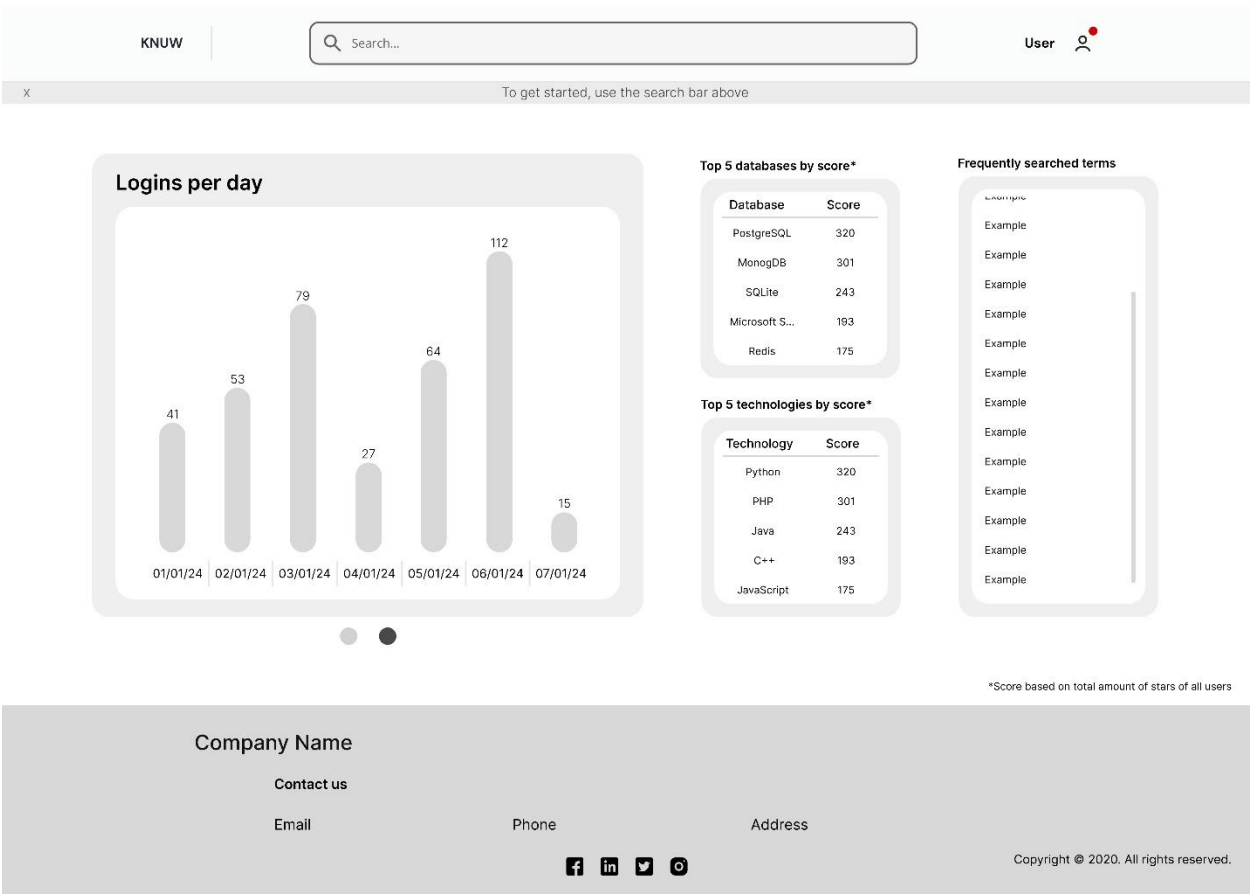 KNUW
Search...
User
X
To get started, use the search bar above
Logins per day
41
53
79
27
64
112
15
01/01/24 02/01/24 03/01/24 04/01/24 05/01/24 06/01/24 07/01/24
Top 5 databases by score*
Database Score
PostgreSQL 320
MonogDB 301
SQLite 243
Microsoft S... 193
Redis 175
Top 5 technologies by score*
Technology Score
Python 320
PHP 301
Java 243
C++ 193
JavaScript 175
Frequently searched terms
Example
Example
Example
Example
Example
Example
Example
Example
Example
Example
Example
Example
Example
Example
*Score based on total amount of stars of all users
Company Name
Contact us
Email Phone Address
Copyright © 2020. All rights reserved.